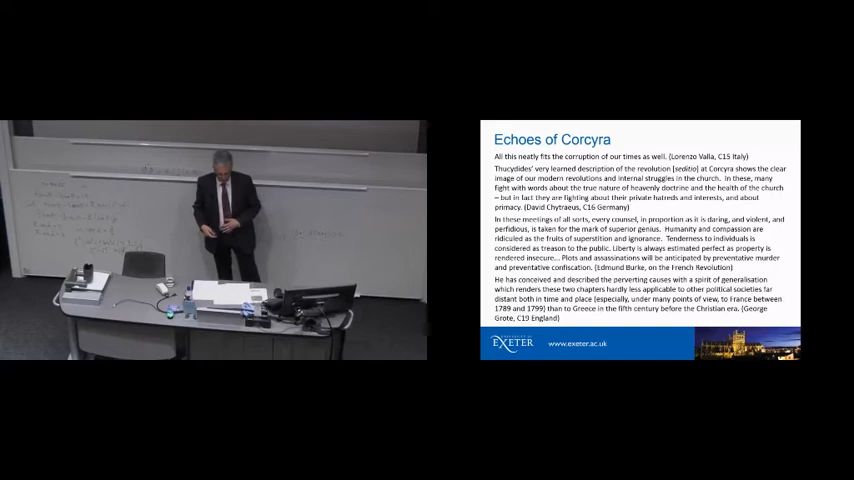 Echoes of Corcyra
All this neatly fits the corruption of our times as well. (Lorenzo Valla, C15 Italy)
Thucydides' very learned description of the revolution [seditio] at Corcyra shows the clear
image of our modern revolutions and internal struggles in the church. In these, many
fight with words about the true nature of heavenly doctrine and the health of the church
– but in fact they are fighting about their private hatreds and interests, and about
primacy. (David Chytraeus, C16 Germany)
In these meetings of all sorts, every counsel, in proportion as it is daring, and violent, and
perfidious, is taken for the mark of superior genius. Humanity and compassion are
ridiculed as the fruits of superstition and ignorance. Tenderness to individuals is
considered as treason to the public. Liberty is always estimated perfect as property is
rendered insecure... Plots and assassinations will be anticipated by preventative murder
and preventative confiscation. (Edmund Burke, on the French Revolution)
He has conceived and described the perverting causes with a spirit of generalisation
which renders these two chapters hardly less applicable to other political societies far
distant both in time and place (especially, under many points of view, to France between
1789 and 1799) than to Greece in the fifth century before the Christian era. (George
Grote, C19 England)
EXETER
www.exeter.ac.uk